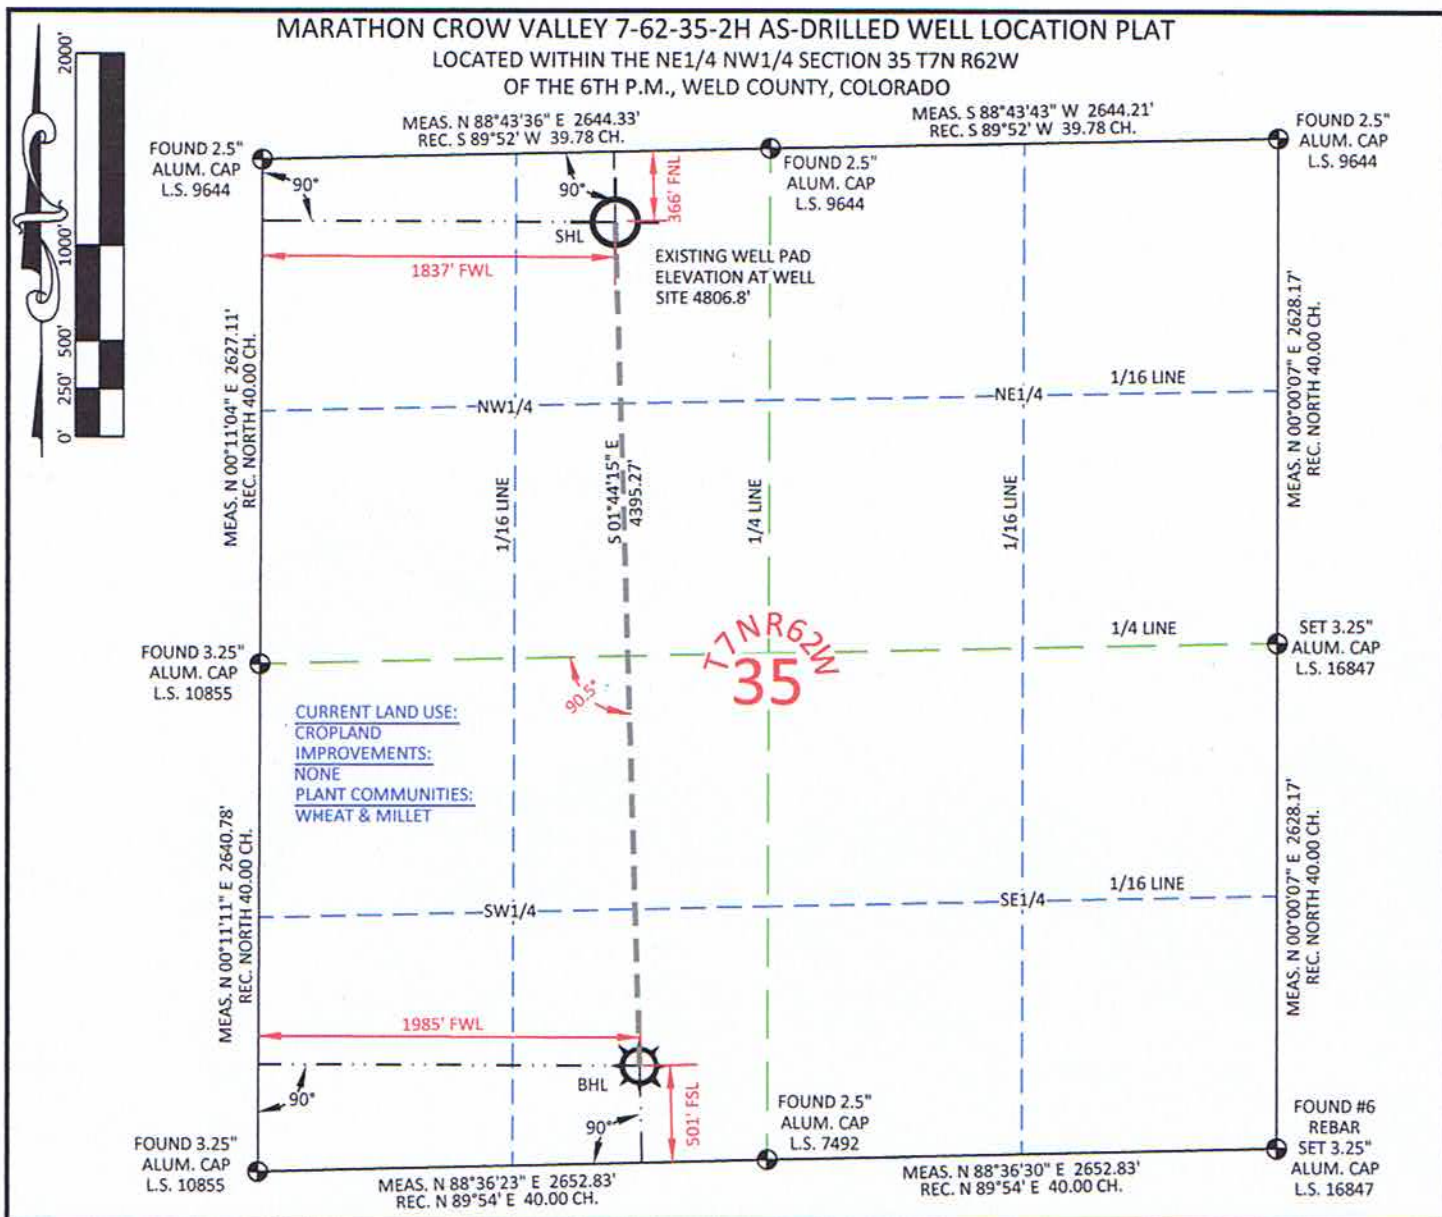 MARATHON CROW VALLEY 7-62-35-2H AS-DRILLED WELL LOCATION PLAT
LOCATED WITHIN THE NE1/4 NW1/4 SECTION 35 T7N R62W
OF THE 6TH P.M., WELD COUNTY, COLORADO
2000'
1000'
500'
250'
0'
MEAS. N 88°43'36" E 2644.33'
REC. S 89°52' W 39.78 CH.
MEAS. S 88°43'43" W 2644.21'
REC. S 89°52' W 39.78 CH.
FOUND 2.5"
ALUM. CAP
L.S. 9644
FOUND 2.5"
ALUM. CAP
L.S. 9644
FOUND 2.5"
ALUM. CAP
L.S. 9644
90°
90°
366' FNL
SHL
1837' FWL
EXISTING WELL PAD
ELEVATION AT WELL
SITE 4806.8'
MEAS. N 00°11'04" E 2627.11'
REC. NORTH 40.00 CH.
MEAS. N 00°00'07" E 2628.17'
REC. NORTH 40.00 CH.
1/16 LINE
NW1/4
NE1/4
S 01°44'15" E
4395.27'
1/16 LINE
1/4 LINE
1/16 LINE
T7NR62W
35
1/4 LINE
FOUND 3.25"
ALUM. CAP
L.S. 10855
SET 3.25"
ALUM. CAP
L.S. 16847
90.5°
CURRENT LAND USE:
CROPLAND
IMPROVEMENTS:
NONE
PLANT COMMUNITIES:
WHEAT & MILLET
MEAS. N 00°11'11" E 2640.78'
REC. NORTH 40.00 CH.
MEAS. N 00°00'07" E 2628.17'
REC. NORTH 40.00 CH.
1/16 LINE
SW1/4
SE1/4
1985' FWL
BHL
90°
90°
501' FSL
FOUND 2.5"
ALUM. CAP
L.S. 7492
FOUND 3.25"
ALUM. CAP
L.S. 10855
FOUND #6
REBAR
SET 3.25"
ALUM. CAP
L.S. 16847
MEAS. N 88°36'23" E 2652.83'
REC. N 89°54' E 40.00 CH.
MEAS. N 88°36'30" E 2652.83'
REC. N 89°54' E 40.00 CH.